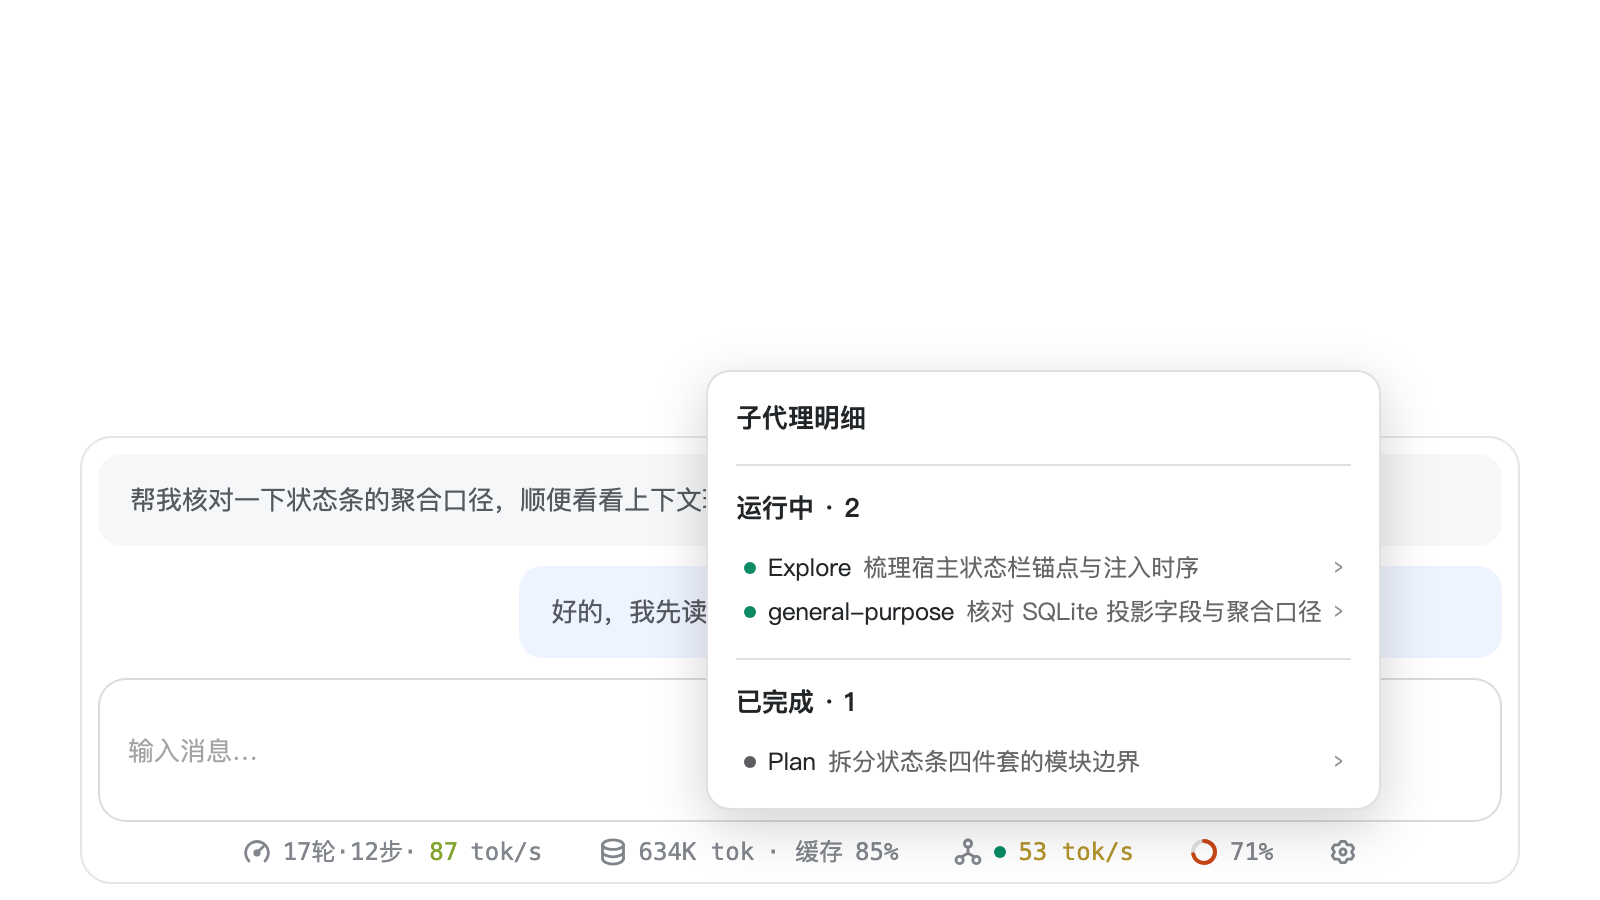 子代理明细
帮我核对一下状态条的聚合口径，顺便看看上下文
运行中 · 2
Explore 梳理宿主状态栏锚点与注入时序
general-purpose 核对 SQLite 投影字段与聚合口径
好的，我先读
已完成 · 1
Plan 拆分状态条四件套的模块边界
输入消息...
17轮·12步· 87 tok/s 634K tok · 缓存 85% 53 tok/s 71%